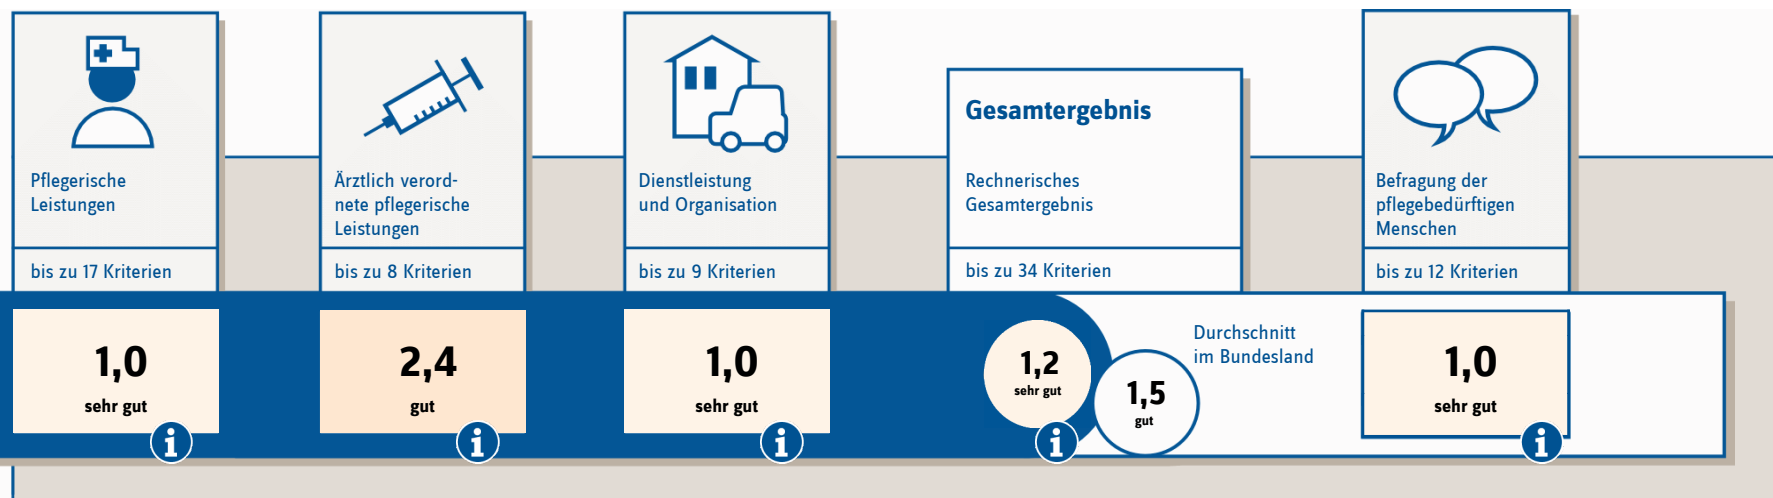 Pflegerische
Leistungen
bis zu 17 Kriterien
1,0
sehr gut
i
Ärztlich verord-
nete pflegerische
Leistungen
bis zu 8 Kriterien
2,4
gut
i
Dienstleistung
und Organisation
bis zu 9 Kriterien
1,0
sehr gut
i
Gesamtergebnis
Rechnerisches
Gesamtergebnis
bis zu 34 Kriterien
1,2
sehr gut
i
1,5
gut
Durchschnitt
im Bundesland
Befragung der
pflegebedürftigen
Menschen
bis zu 12 Kriterien
1,0
sehr gut
i